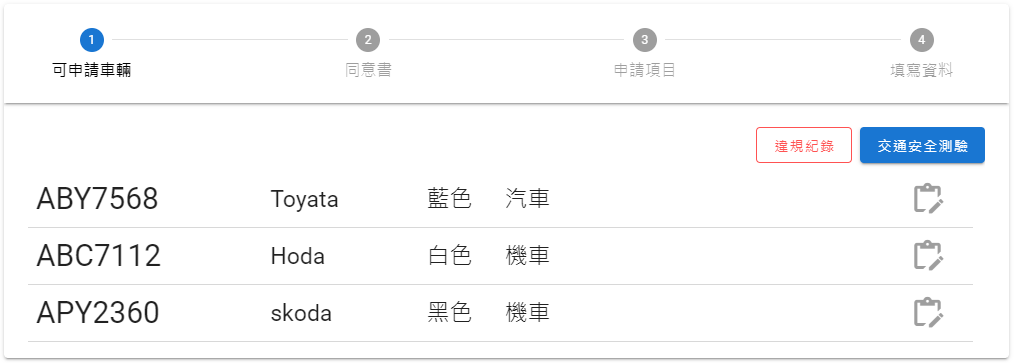 1 2 3 4
可申請車輛 同意書 申請項目 填寫資料
違規紀錄 交通安全測驗
ABY7568 Toyata 藍色 汽車
ABC7112 Hoda 白色 機車
APY2360 skoda 黑色 機車